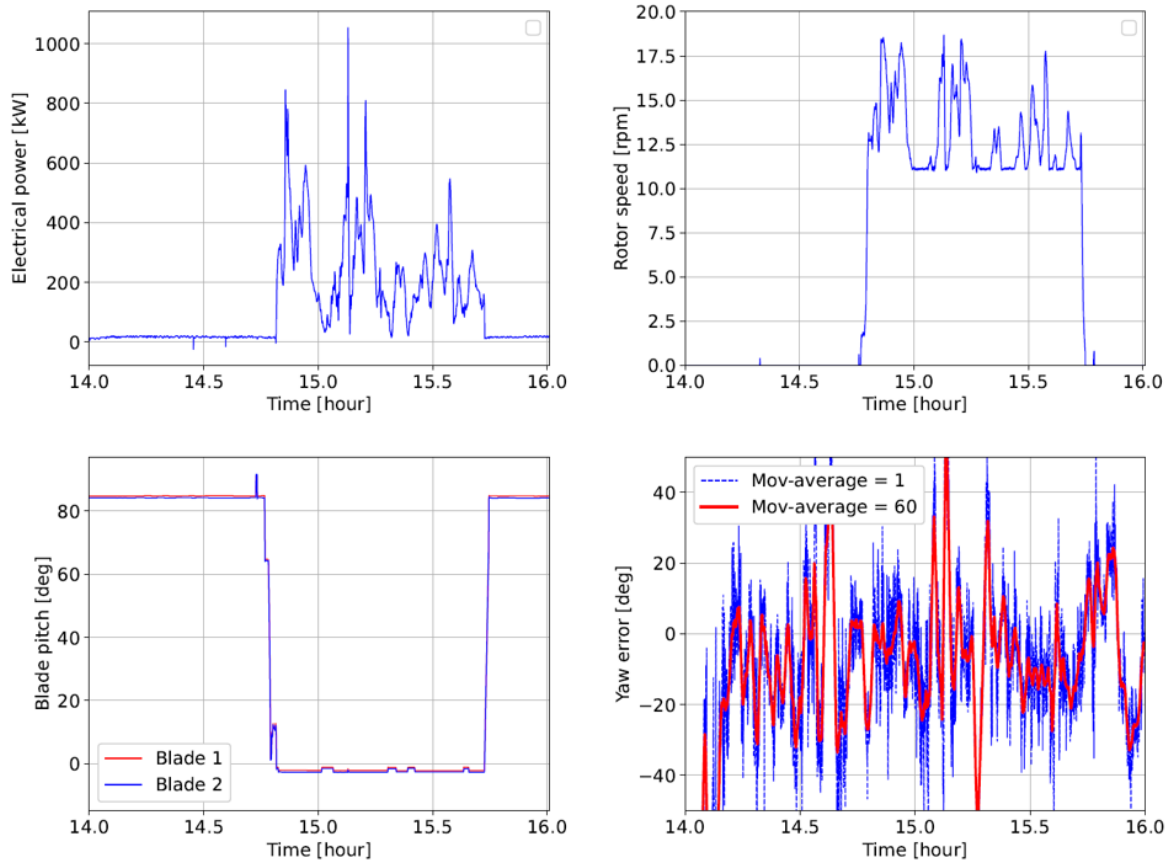 Electrical power [kW]
1000
800
600
400
200
0
14.0 14.5 15.0 15.5 16.0
Time [hour]
Rotor speed [rpm]
20.0
17.5
15.0
12.5
10.0
7.5
5.0
2.5
0.0
14.0 14.5 15.0 15.5 16.0
Time [hour]
Blade pitch [deg]
80
60
40
20
0
Blade 1
Blade 2
14.0 14.5 15.0 15.5 16.0
Time [hour]
Yaw error [deg]
40
20
0
−20
−40
Mov-average = 1
Mov-average = 60
14.0 14.5 15.0 15.5 16.0
Time [hour]